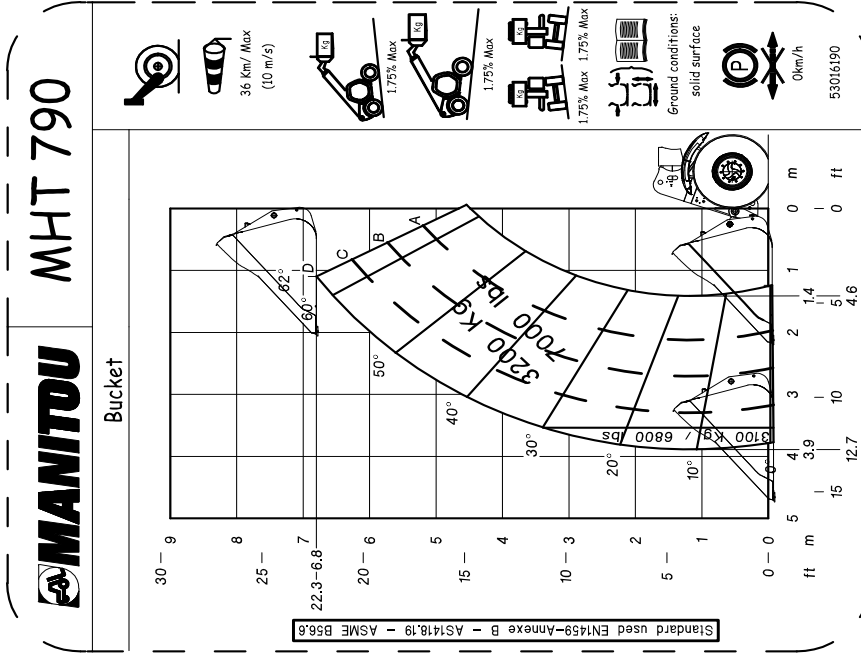 MANITOU
MHT 790
Bucket
36 Km/ Max
(10 m/s)
Kg
1.75% Max
Kg
1.75% Max
Kg
Kg
1.75% Max
1.75% Max
Ground conditions:
solid surface
P
0km/h
53016190
30
9
25
8
22.3
6.8
7
20
6
5
15
4
10
3
2
5
1
0
0
ft
m
62°
60°
50°
40°
30°
20°
10°
0°
D
C
B
A
3200 Kg
7000 lbs
3100 Kg / 6800 lbs
m
0
1
1.4
2
3
3.9
4
5
ft
0
4.6
5
10
12.7
15
Standard used EN1459-Annexe B - AS1418.19 - ASME B56.6